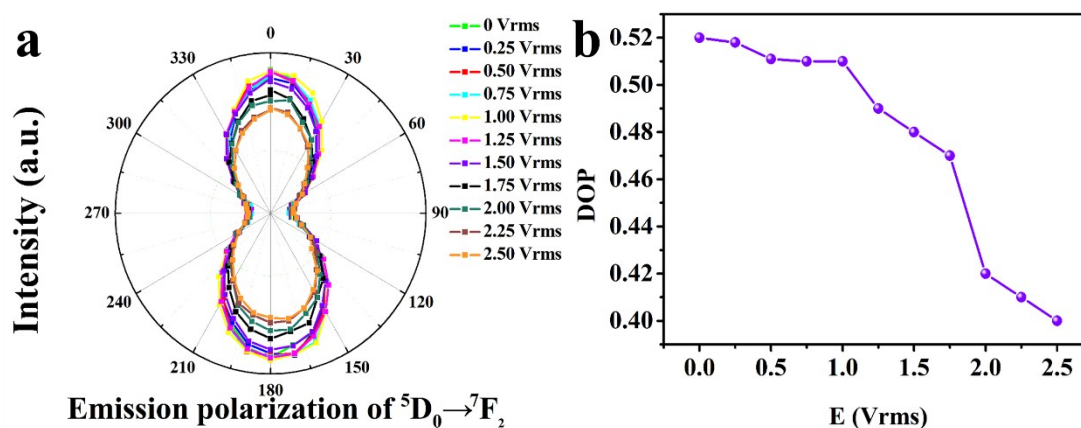 a
Intensity (a.u.)
0
30
60
90
120
150
180
210
240
270
300
330
0 Vrms
0.25 Vrms
0.50 Vrms
0.75 Vrms
1.00 Vrms
1.25 Vrms
1.50 Vrms
1.75 Vrms
2.00 Vrms
2.25 Vrms
2.50 Vrms
Emission polarization of ⁵D₀→⁷F₂
b
DOP
0.52
0.50
0.48
0.46
0.44
0.42
0.40
0.0 0.5 1.0 1.5 2.0 2.5
E (Vrms)